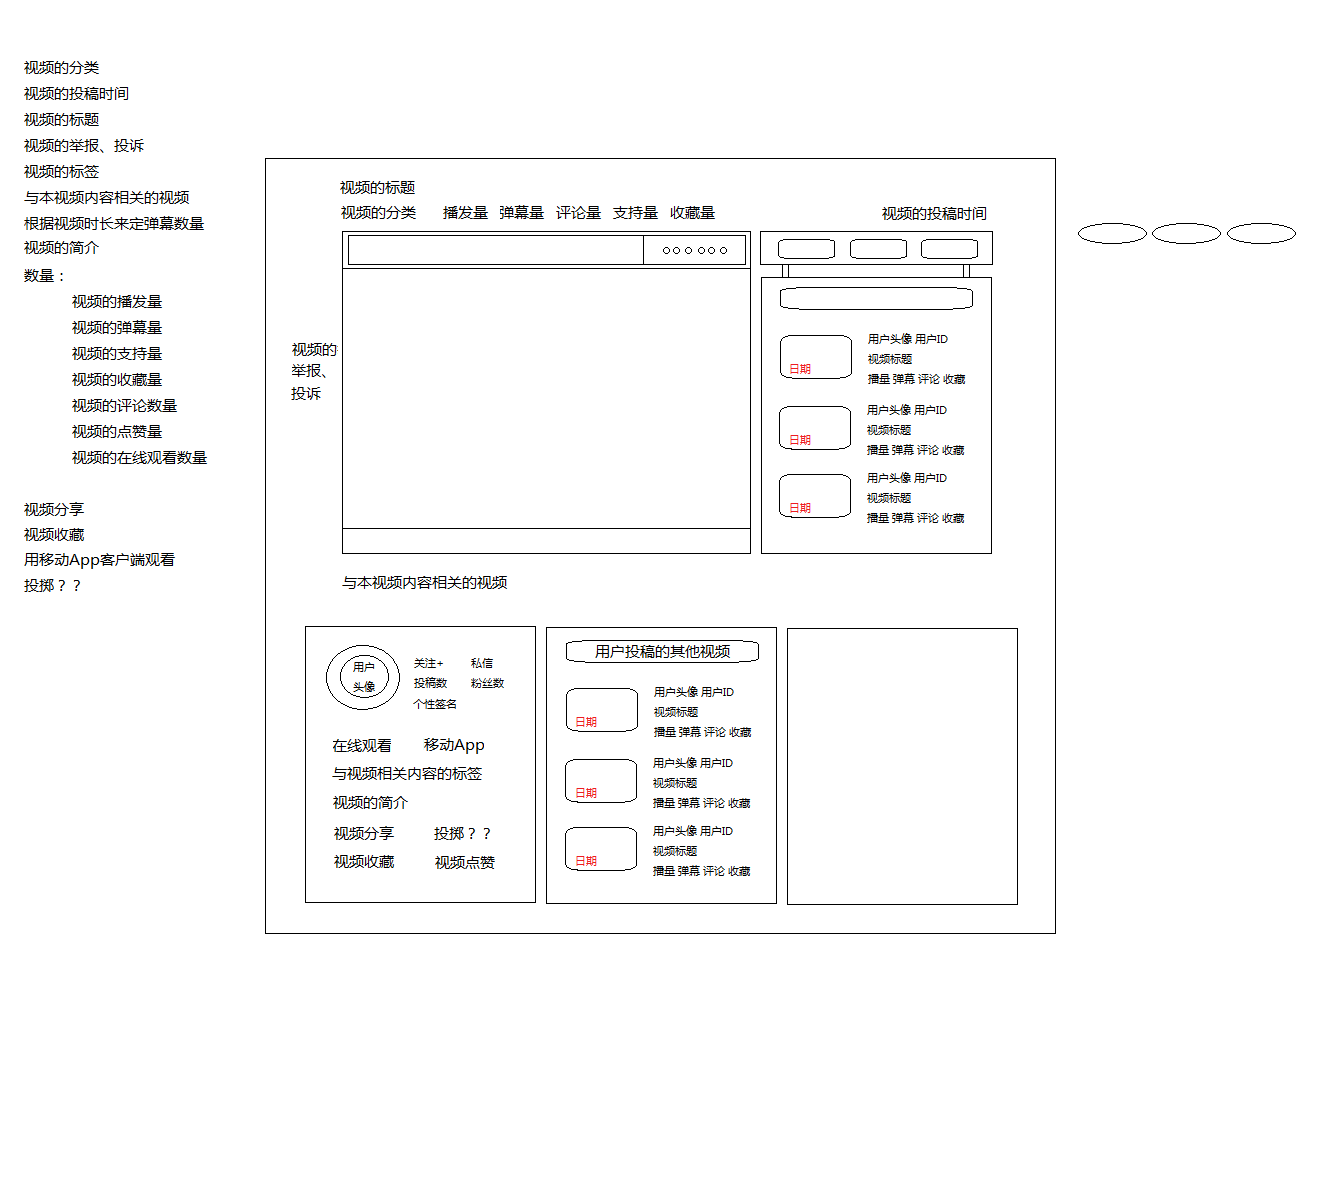 视频的分类
视频的投稿时间
视频的标题
视频的举报、投诉
视频的标签
与本视频内容相关的视频
根据视频时长来定弹幕数量
视频的简介
数量：
视频的播发量
视频的弹幕量
视频的支持量
视频的收藏量
视频的评论数量
视频的点赞量
视频的在线观看数量
视频分享
视频收藏
用移动App客户端观看
投掷？？
视频的标题
视频的分类 播发量 弹幕量 评论量 支持量 收藏量
视频的投稿时间
视频的
举报、
投诉
日期
用户头像 用户ID
视频标题
播量 弹幕 评论 收藏
日期
用户头像 用户ID
视频标题
播量 弹幕 评论 收藏
日期
用户头像 用户ID
视频标题
播量 弹幕 评论 收藏
与本视频内容相关的视频
用户
头像
关注+ 私信
投稿数 粉丝数
个性签名
在线观看 移动App
与视频相关内容的标签
视频的简介
视频分享 投掷？？
视频收藏 视频点赞
用户投稿的其他视频
日期
用户头像 用户ID
视频标题
播量 弹幕 评论 收藏
日期
用户头像 用户ID
视频标题
播量 弹幕 评论 收藏
日期
用户头像 用户ID
视频标题
播量 弹幕 评论 收藏